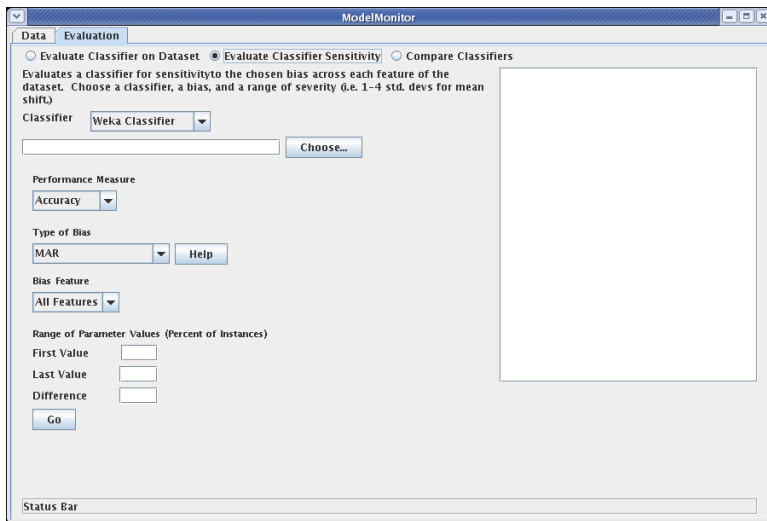 ModelMonitor
Data Evaluation
Evaluate Classifier on Dataset Evaluate Classifier Sensitivity Compare Classifiers
Evaluates a classifier for sensitivityto the chosen bias across each feature of the
dataset. Choose a classifier, a bias, and a range of severity (i.e. 1-4 std. devs for mean
shift.)
Classifier Weka Classifier
Choose...
Performance Measure
Accuracy
Type of Bias
MAR Help
Bias Feature
All Features
Range of Parameter Values (Percent of Instances)
First Value
Last Value
Difference
Go
Status Bar